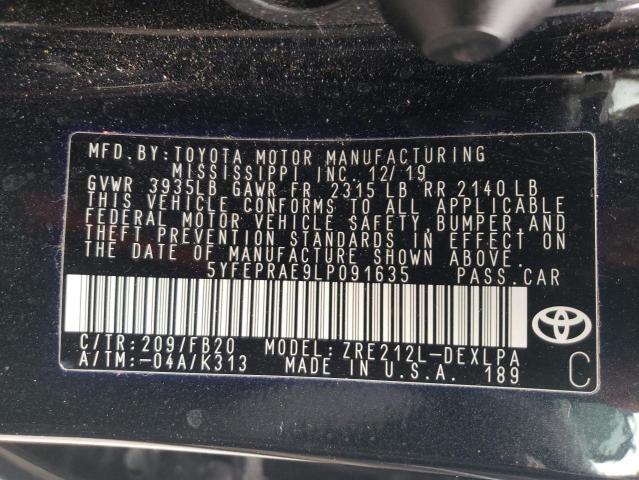 MFD.BY:TOYOTA MOTOR MANUFACTURING
MISSISSIPPI INC. 12/19
GVWR 3935LB GAWR FR 2315 LB RR 2140 LB
THIS VEHICLE CONFORMS TO ALL APPLICABLE
FEDERAL MOTOR VEHICLE SAFETY,BUMPER,AND
THEFT PREVENTION STANDARDS IN EFFECT ON
THE DATE OF MANUFACTURE SHOWN ABOVE.
5YFEPRAE9LP091635 PASS.CAR
C/TR:209/FB20 MODEL:ZRE212L-DEXLPA
A/TM:-04A/K313 MADE IN U.S.A. 189 C